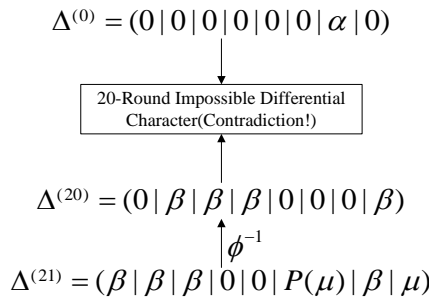 Δ⁽⁰⁾ = (0 | 0 | 0 | 0 | 0 | 0 | α | 0)
20-Round Impossible Differential
Character(Contradiction!)
Δ⁽²⁰⁾ = (0 | β | β | β | 0 | 0 | 0 | β)
ϕ⁻¹
Δ⁽²¹⁾ = (β | β | β | 0 | 0 | P(μ) | β | μ)